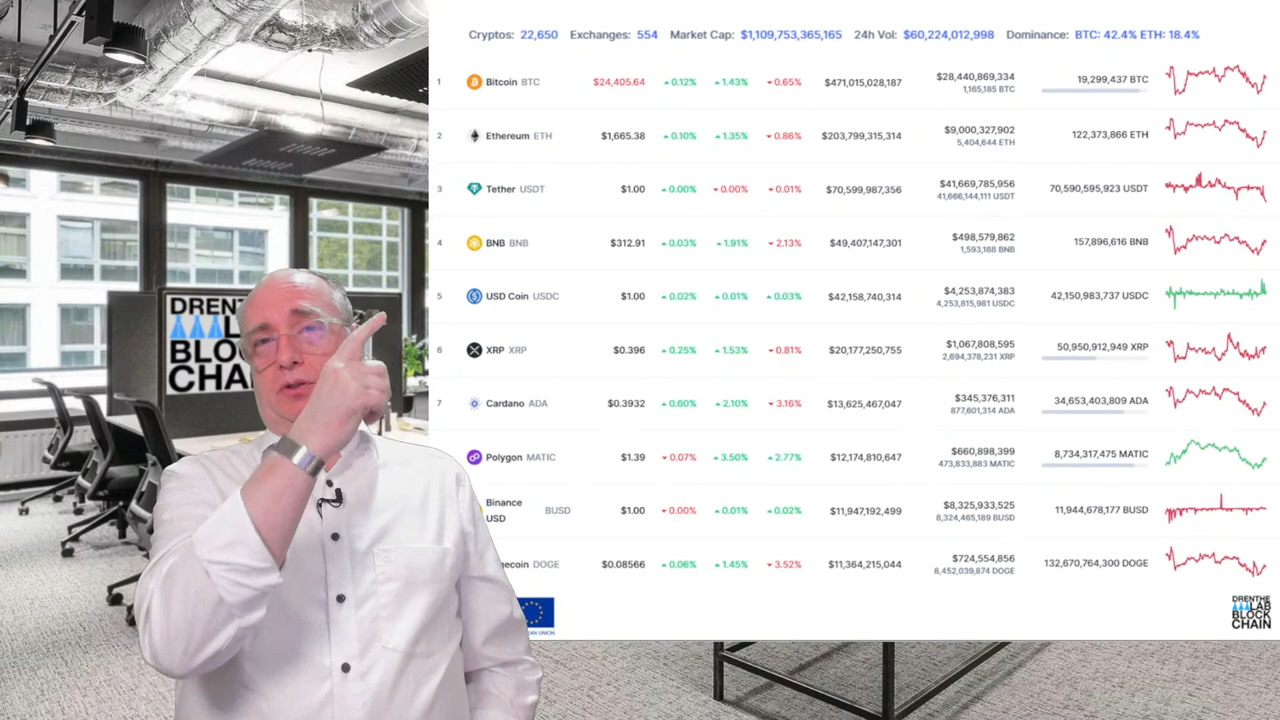 Cryptos: 22,650 Exchanges: 554 Market Cap: $1,109,753,365,165 24h Vol: $60,224,012,998 Dominance: BTC: 42.4% ETH: 18.4%
1 Bitcoin BTC $24,405.64 0.12% 1.43% 0.65% $471,015,028,187 $28,440,869,334 19,299,437 BTC
1,165,185 BTC
2 Ethereum ETH $1,665.38 0.10% 1.35% 0.86% $203,799,315,314 $9,000,327,902 122,373,866 ETH
5,404,644 ETH
3 Tether USDT $1.00 0.00% 0.00% 0.01% $70,599,987,356 $41,669,785,956 70,590,595,923 USDT
41,666,144,111 USDT
4 BNB BNB $312.91 0.03% 1.91% 2.13% $49,407,147,301 $498,579,862 157,896,616 BNB
1,593,188 BNB
5 USD Coin USDC $1.00 0.02% 0.01% 0.03% $42,158,740,314 $4,253,874,383 42,150,983,737 USDC
4,253,815,981 USDC
6 XRP XRP $0.396 0.25% 1.53% 0.81% $20,177,250,755 $1,067,808,595 50,950,912,949 XRP
2,694,378,231 XRP
7 Cardano ADA $0.3932 0.60% 2.10% 3.16% $13,625,467,047 $345,376,311 34,653,403,809 ADA
877,601,314 ADA
Polygon MATIC $1.39 0.07% 3.50% 2.77% $12,174,810,647 $660,898,399 8,734,317,475 MATIC
473,833,883 MATIC
Binance
USD BUSD $1.00 0.00% 0.01% 0.02% $11,947,192,499 $8,325,933,525 11,944,678,177 BUSD
8,324,465,189 BUSD
ecoin DOGE $0.08566 0.06% 1.45% 3.52% $11,364,215,044 $724,554,856 132,670,764,300 DOGE
8,452,039,874 DOGE
DRENTH
L
BLO
CHA
AN UNION
DRENTHE
LAB
BLOCK
CHAIN